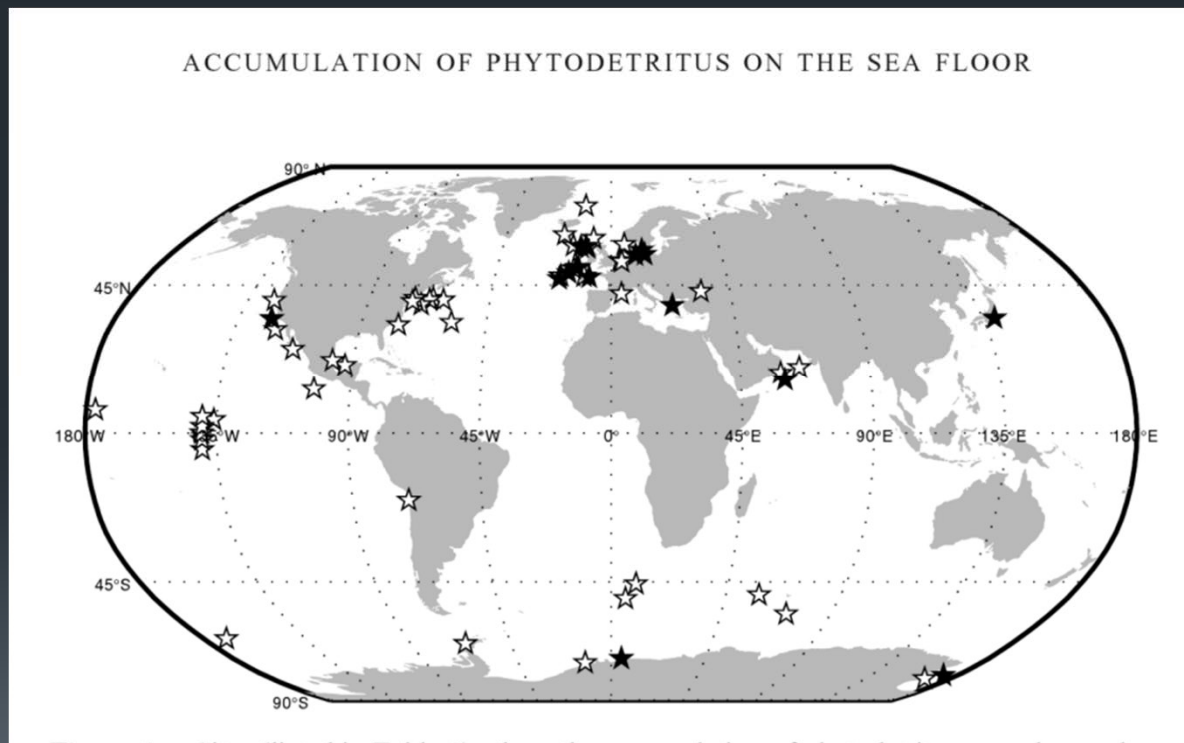 ACCUMULATION OF PHYTODETRITUS ON THE SEA FLOOR
90° N
45°N
180°W 90°W 45°W 0° 45°E 90°E 135°E 180°E
45°S
90°S